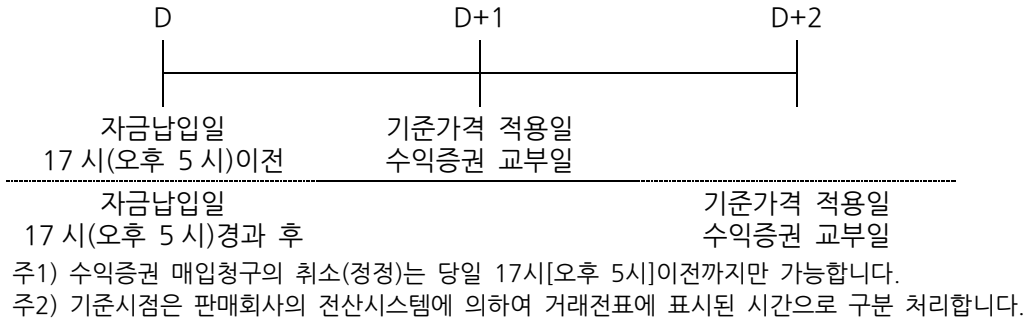 D D+1 D+2
자금납입일 기준가격 적용일
17 시(오후 5 시)이전 수익증권 교부일
자금납입일 기준가격 적용일
17 시(오후 5 시)경과 후 수익증권 교부일
주1) 수익증권 매입청구의 취소(정정)는 당일 17시[오후 5시]이전까지만 가능합니다.
주2) 기준시점은 판매회사의 전산시스템에 의하여 거래전표에 표시된 시간으로 구분 처리합니다.